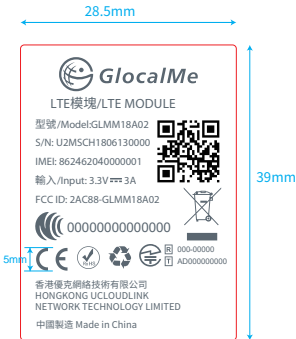 28.5mm
GlocalMe
LTE模塊/LTE MODULE
型號/Model:GLMM18A02
S/N: U2MSCH1806130000
IMEI: 862462040000001
輸入/Input: 3.3V⎓3A
FCC ID: 2AC88-GLMM18A02
39mm
00000000000000
5mm
CE
RoHS
R 000-00000
T AD000000000
香港優克網絡技術有限公司
HONGKONG UCLOUDLINK
NETWORK TECHNOLOGY LIMITED
中國製造 Made in China